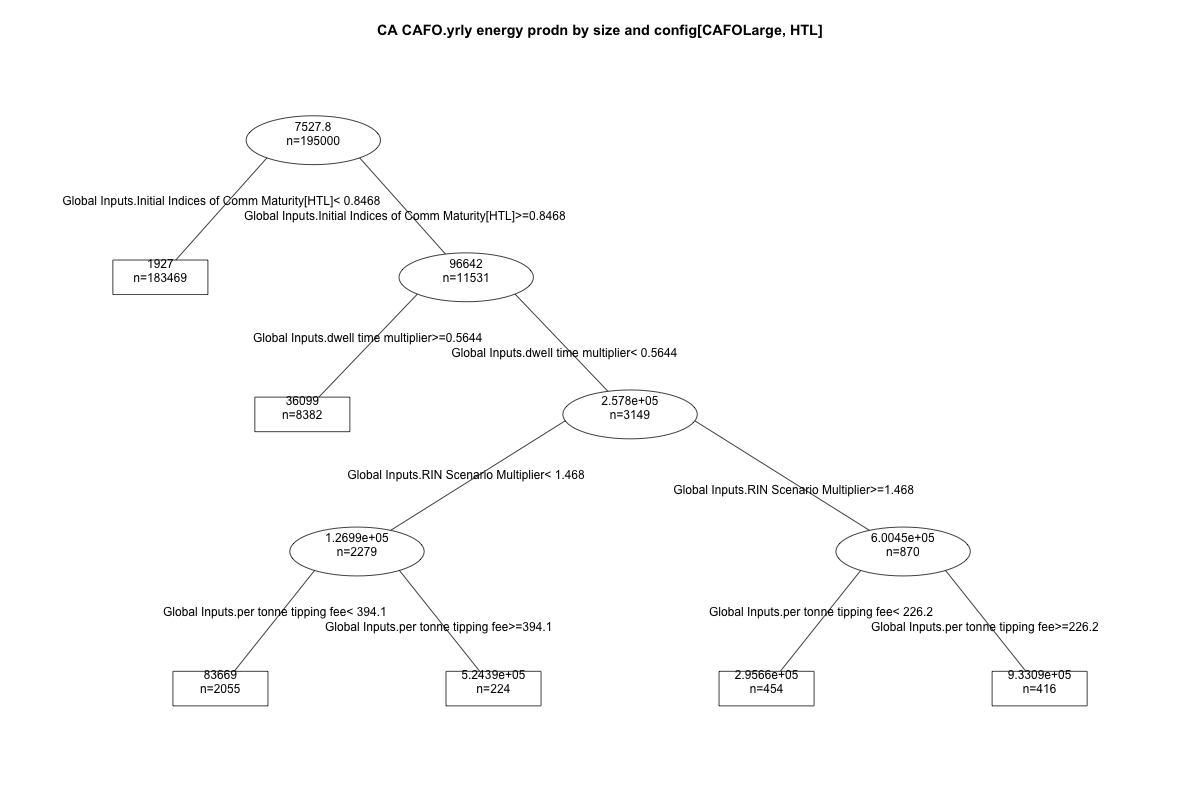 CA CAFO.yrly energy prodn by size and config[CAFOLarge, HTL]
7527.8
n=195000
Global Inputs.Initial Indices of Comm Maturity[HTL]< 0.8468
Global Inputs.Initial Indices of Comm Maturity[HTL]>=0.8468
1927
n=183469
96642
n=11531
Global Inputs.dwell time multiplier>=0.5644
Global Inputs.dwell time multiplier< 0.5644
36099
n=8382
2.578e+05
n=3149
Global Inputs.RIN Scenario Multiplier< 1.468
Global Inputs.RIN Scenario Multiplier>=1.468
1.2699e+05
n=2279
6.0045e+05
n=870
Global Inputs.per tonne tipping fee< 394.1
Global Inputs.per tonne tipping fee>=394.1
Global Inputs.per tonne tipping fee< 226.2
Global Inputs.per tonne tipping fee>=226.2
83669
n=2055
5.2439e+05
n=224
2.9566e+05
n=454
9.3309e+05
n=416